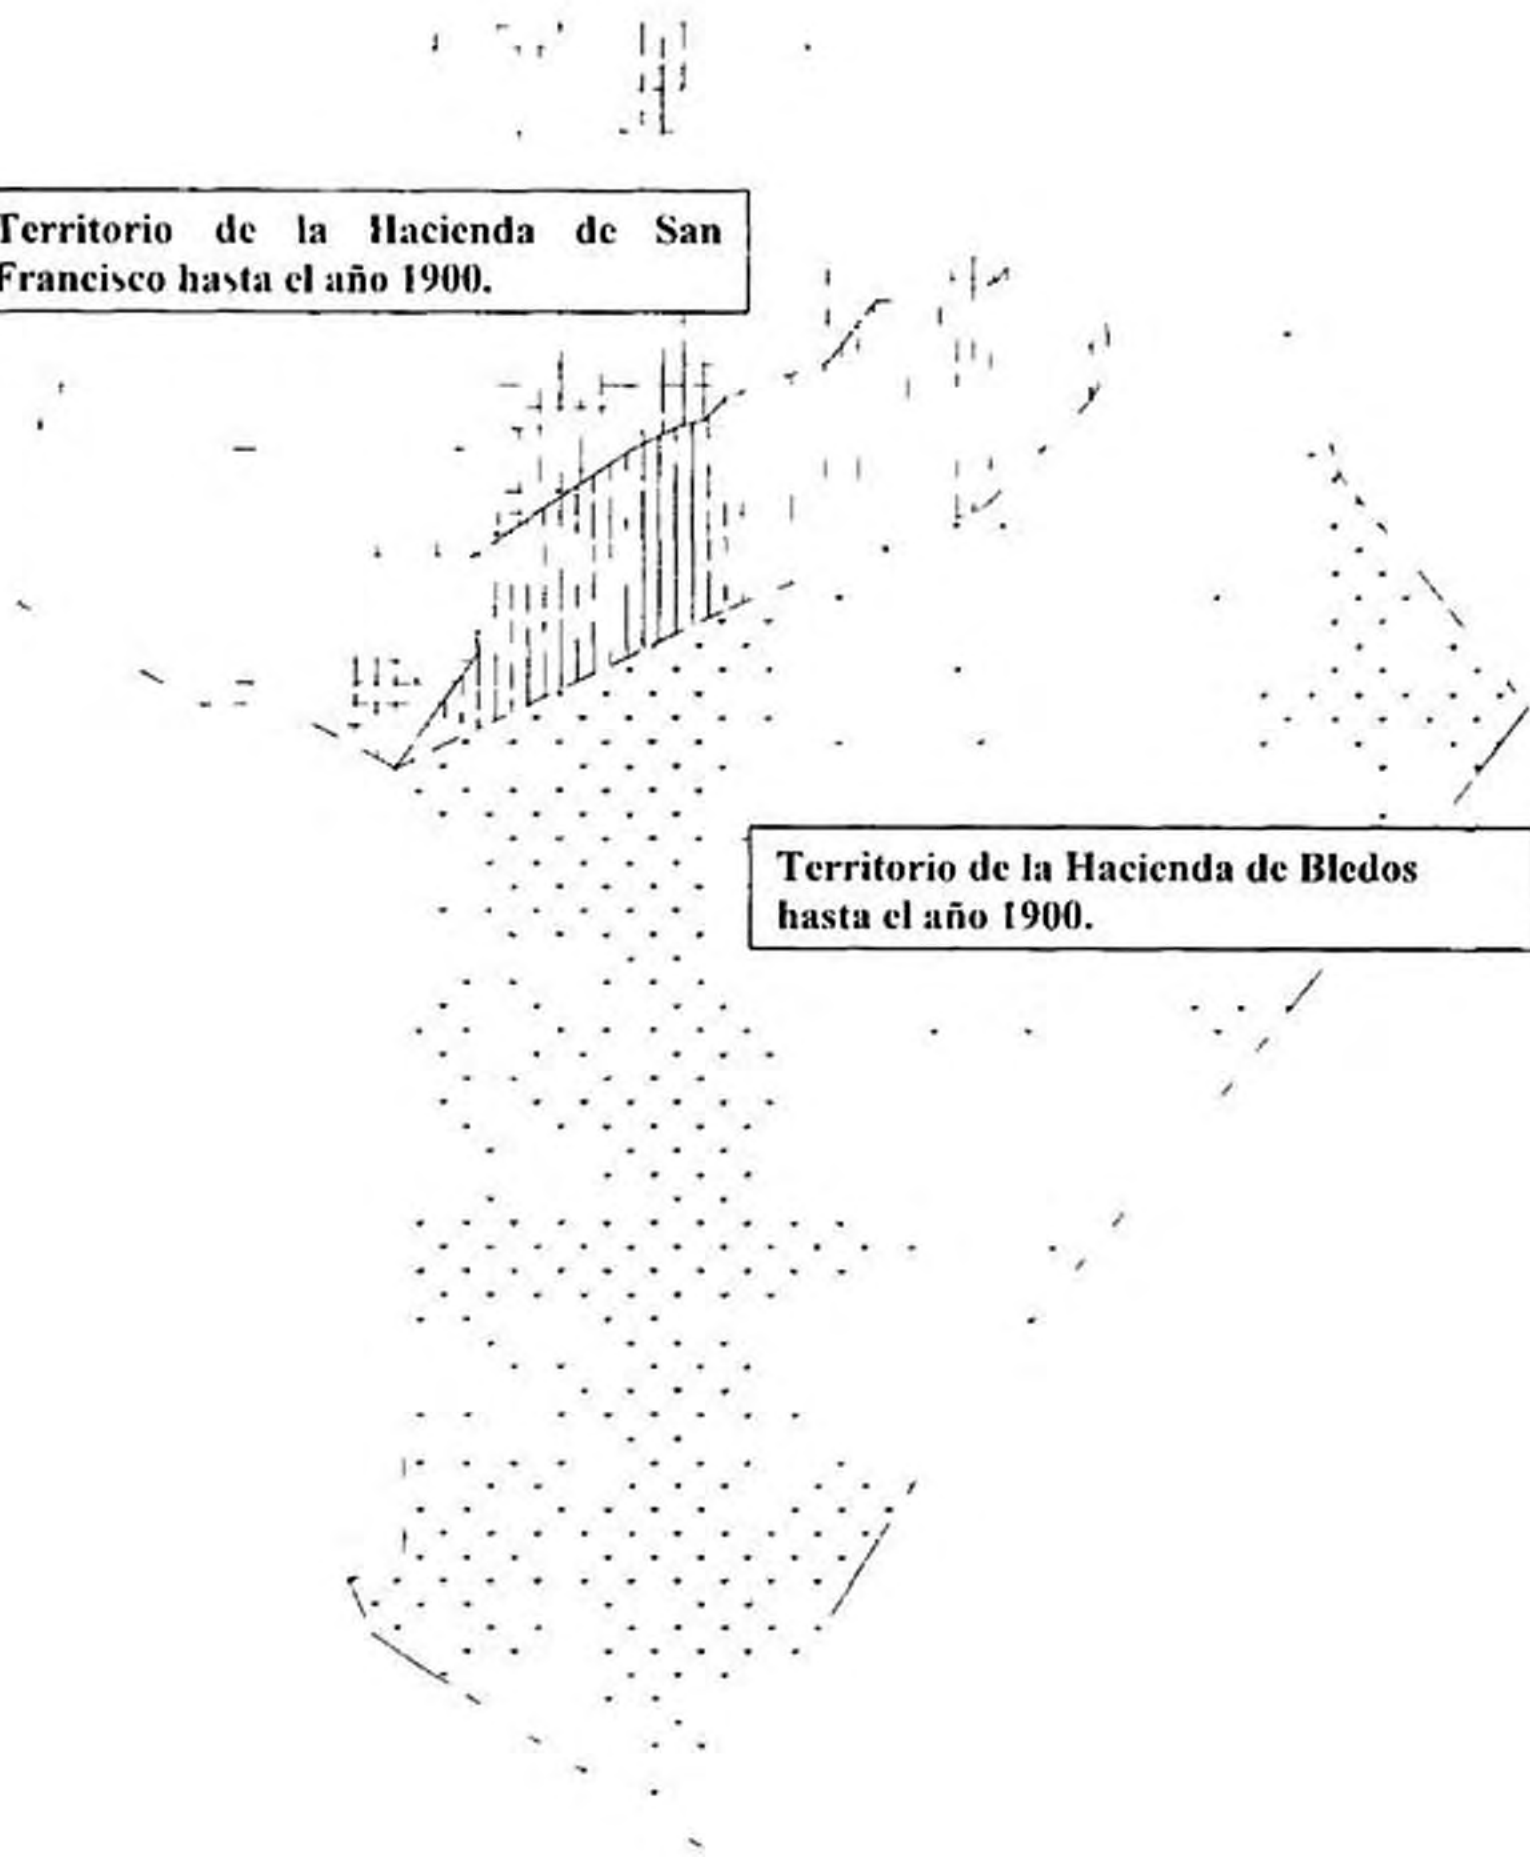 Territorio de la Hacienda de San
Francisco hasta el año 1900.
Territorio de la Hacienda de Bledos
hasta el año 1900.